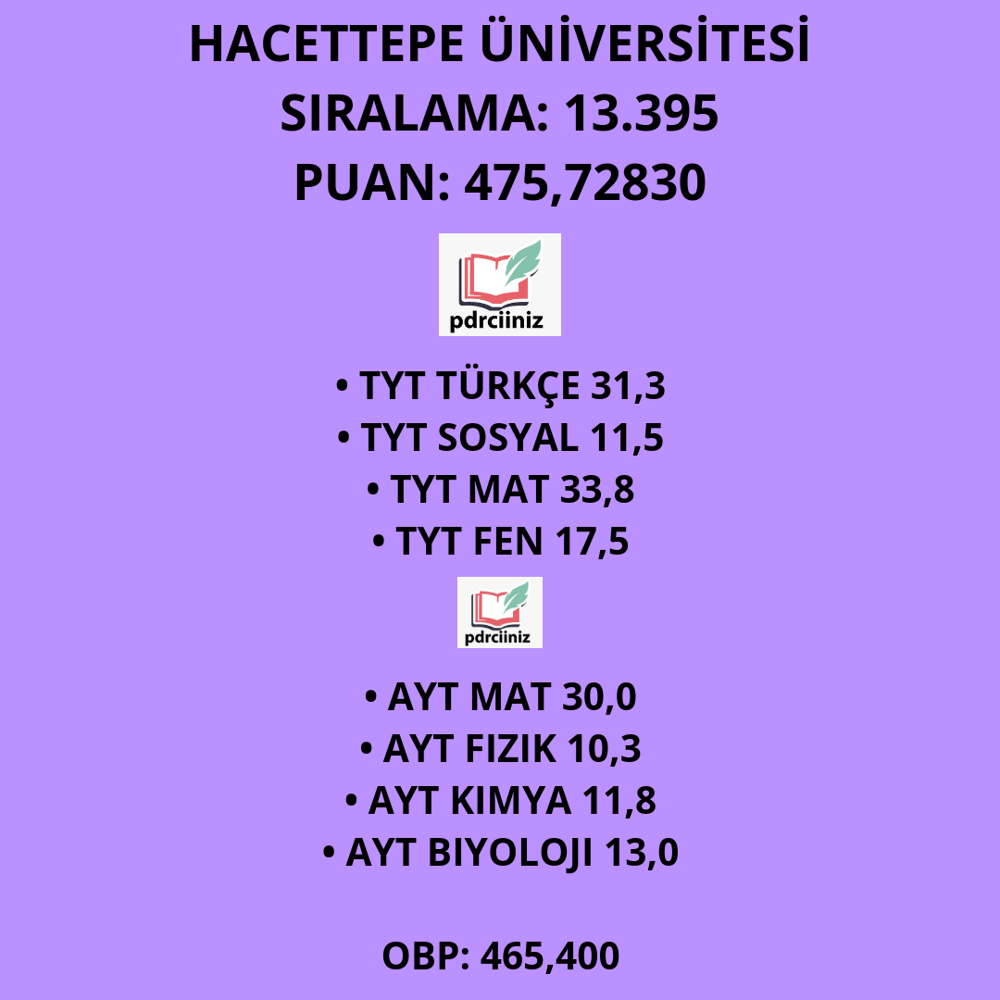 HACETTEPE ÜNİVERSİTESİ
SIRALAMA: 13.395
PUAN: 475,72830
pdrciiniz
• TYT TÜRKÇE 31,3
• TYT SOSYAL 11,5
• TYT MAT 33,8
• TYT FEN 17,5
pdrciiniz
• AYT MAT 30,0
• AYT FIZIK 10,3
• AYT KIMYA 11,8
• AYT BIYOLOJI 13,0
OBP: 465,400